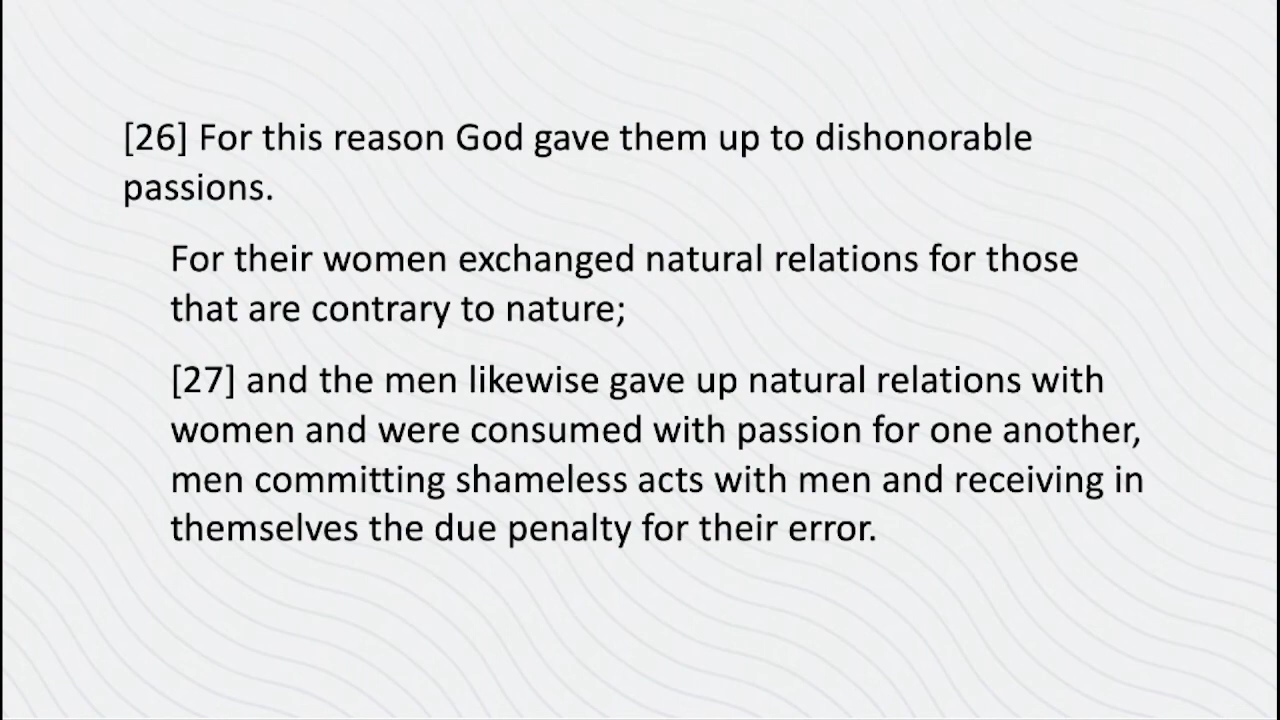 [26] For this reason God gave them up to dishonorable
passions.
For their women exchanged natural relations for those
that are contrary to nature;
[27] and the men likewise gave up natural relations with
women and were consumed with passion for one another,
men committing shameless acts with men and receiving in
themselves the due penalty for their error.